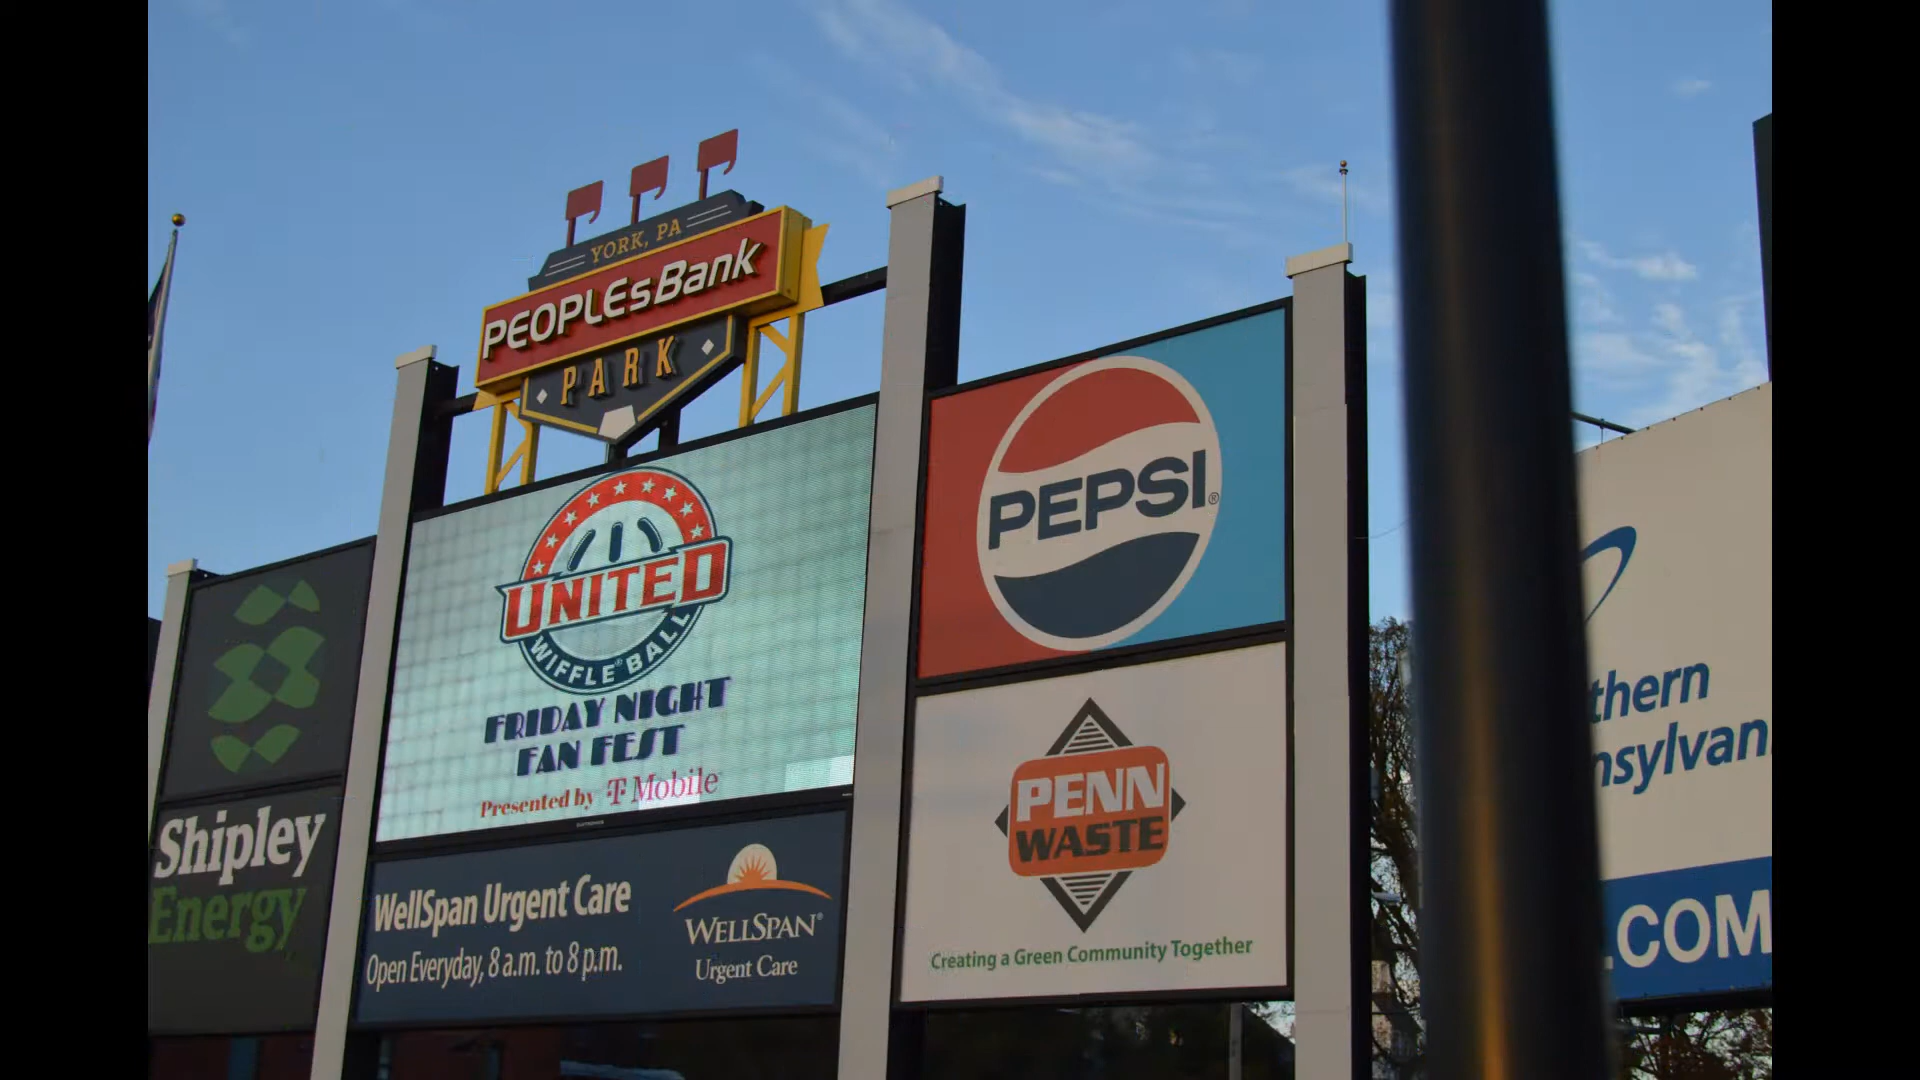 YORK, PA
PEOPLEsBank
PARK
UNITED
WIFFLE® BALL
FRIDAY NIGHT
FAN FEST
Presented by T Mobile
PEPSI®
Shipley
Energy
WellSpan Urgent Care
Open Everyday, 8 a.m. to 8 p.m.
WELLSPAN®
Urgent Care
PENN
WASTE
Creating a Green Community Together
thern
nsylvan
.COM